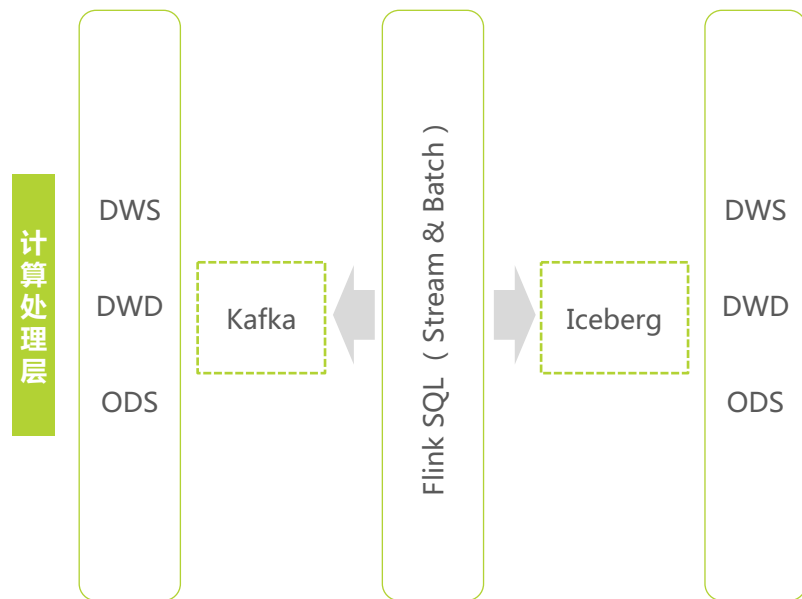 计算处理层
DWS
DWD
ODS
Kafka
Flink SQL （ Stream & Batch ）
Iceberg
DWS
DWD
ODS